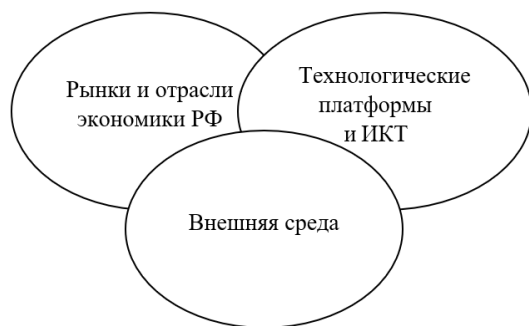 Рынки и отрасли
экономики РФ
Технологические
платформы
и ИКТ
Внешняя среда